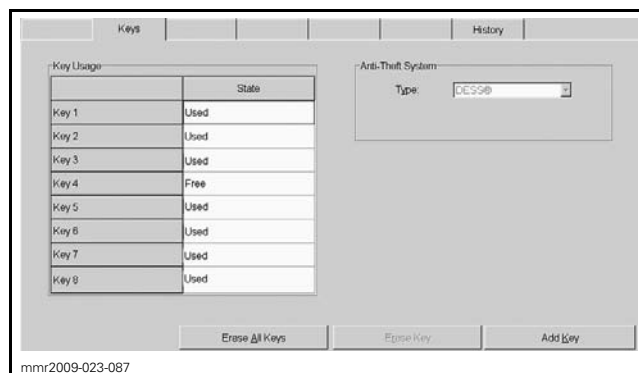 Keys
History
Key Usage
State
Key 1 Used
Key 2 Used
Key 3 Used
Key 4 Free
Key 5 Used
Key 6 Used
Key 7 Used
Key 8 Used
Anti-Theft System
Type: DESS®
Erase All Keys
Erase Key
Add Key
mmr2009-023-087